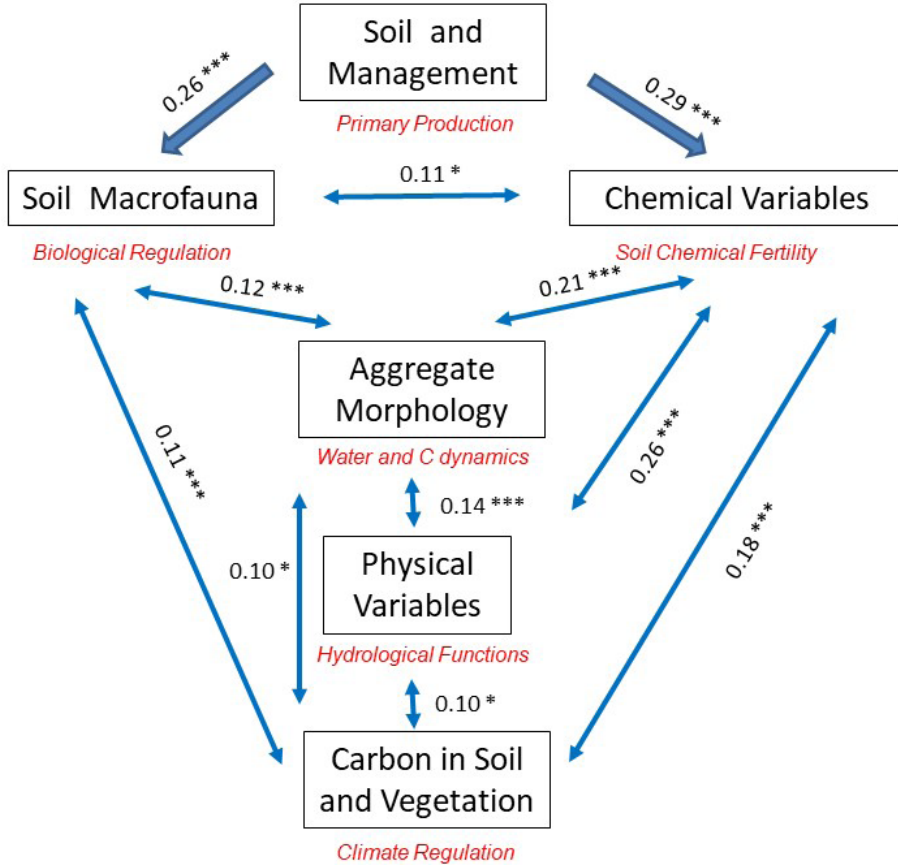 Soil and
Management
Primary Production
0.26 ***
0.29 ***
0.11 *
Soil Macrofauna
Chemical Variables
Biological Regulation
Soil Chemical Fertility
0.12 ***
0.21 ***
Aggregate
Morphology
Water and C dynamics
0.11 ***
0.26 ***
0.14 ***
0.18 ***
0.10 *
Physical
Variables
Hydrological Functions
0.10 *
Carbon in Soil
and Vegetation
Climate Regulation